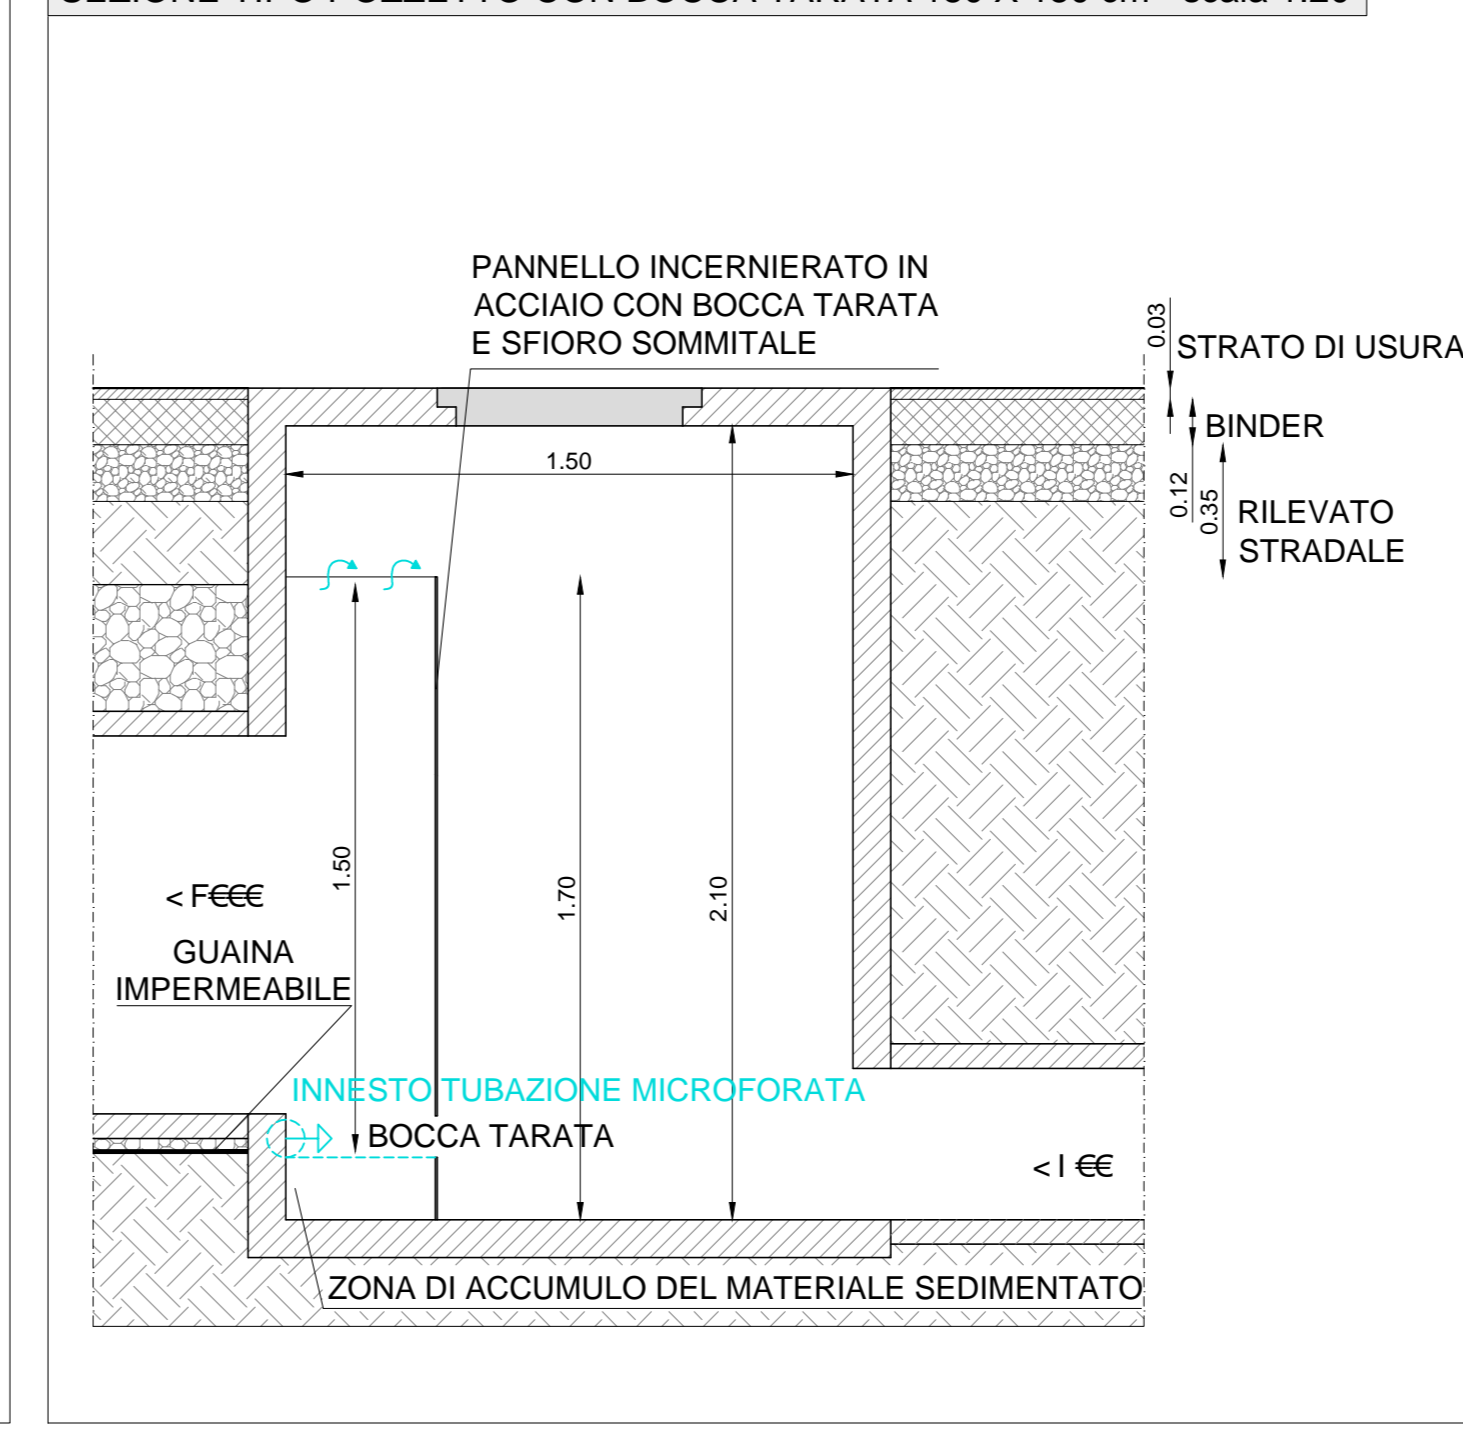 PANNELLO INCERNIERATO IN
ACCIAIO CON BOCCA TARATA
E SFIORO SOMMITALE
0.03
STRATO DI USURA
BINDER
1.50
0.12
0.35
RILEVATO
STRADALE
1.50
1.70
2.10
< F€€€
GUAINA
IMPERMEABILE
INNESTO TUBAZIONE MICROFORATA
BOCCA TARATA
< I €€
ZONA DI ACCUMULO DEL MATERIALE SEDIMENTATO